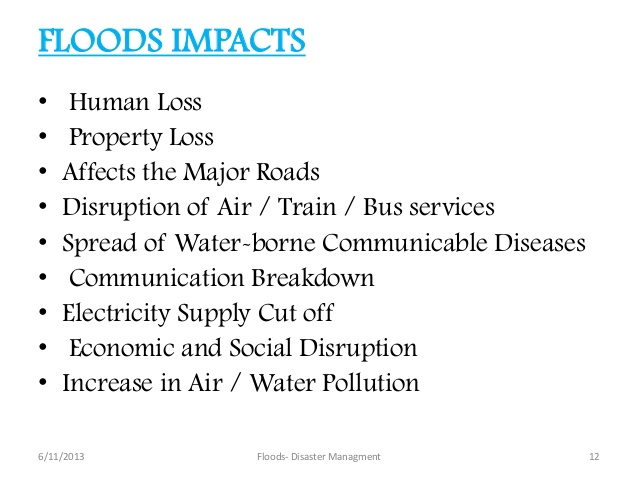 FLOODS IMPACTS
• Human Loss
• Property Loss
• Affects the Major Roads
• Disruption of Air / Train / Bus services
• Spread of Water-borne Communicable Diseases
• Communication Breakdown
• Electricity Supply Cut off
• Economic and Social Disruption
• Increase in Air / Water Pollution
6/11/2013 Floods- Disaster Managment 12